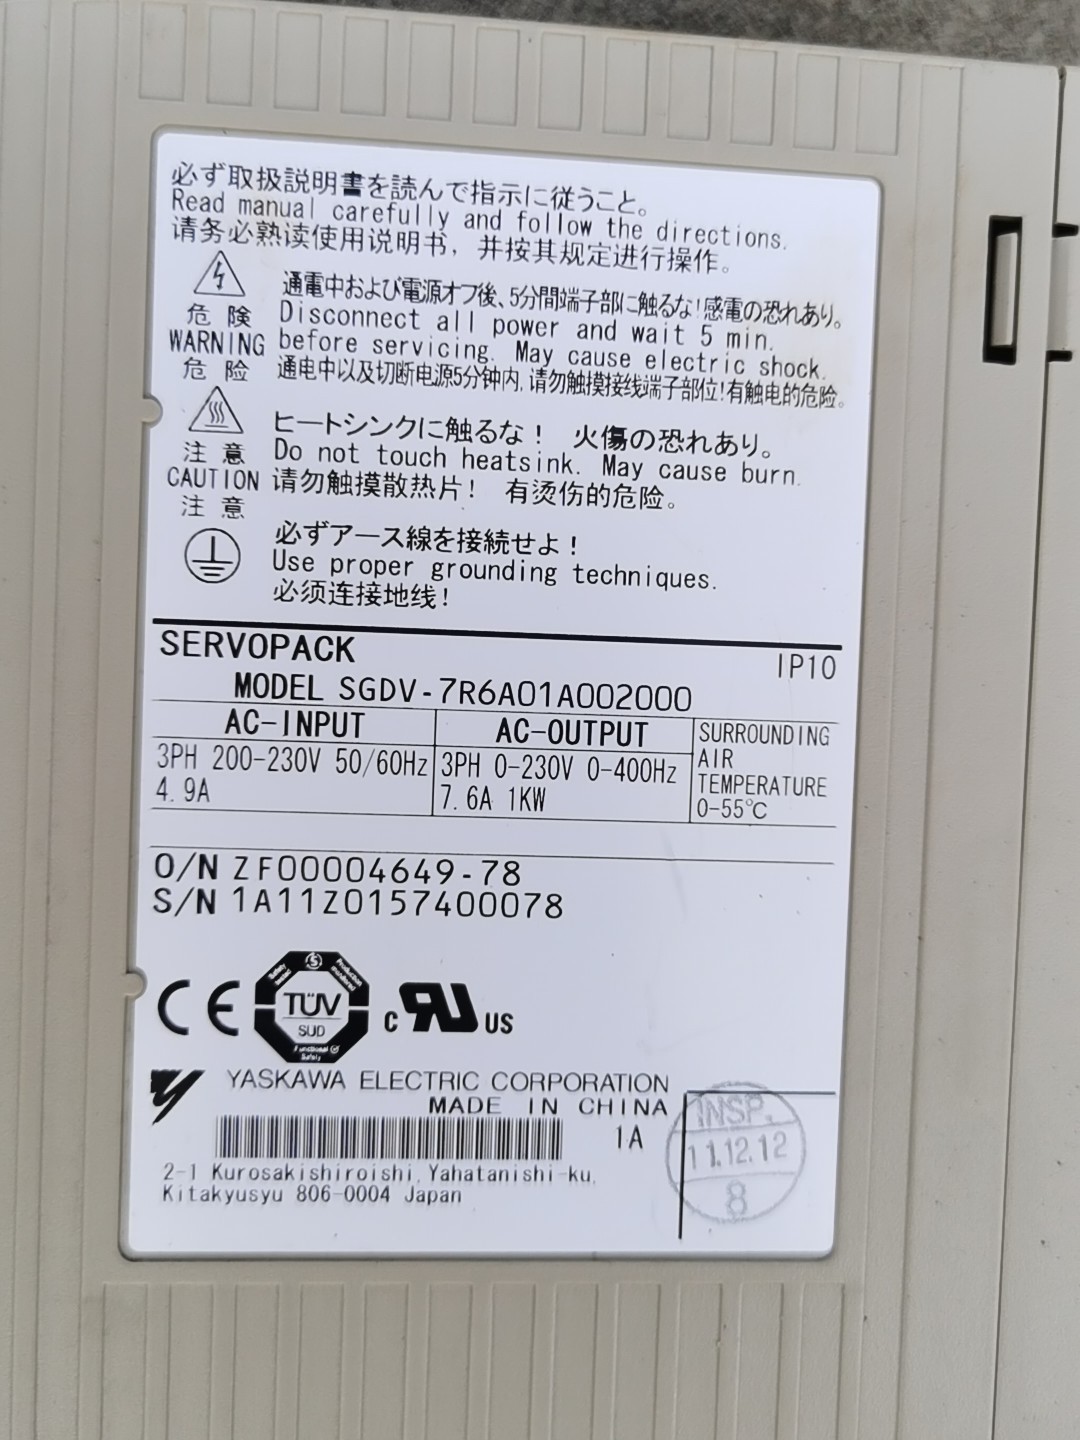 必ず取扱説明書を読んで指示に従うこと。
Read manual carefully and follow the directions.
请务必熟读使用说明书，并按其规定进行操作。
危 険
WARNING
危 险
通電中および電源オフ後、5分間端子部に触るな！感電の恐れあり。
Disconnect all power and wait 5 min.
before servicing. May cause electric shock.
通电中以及切断电源5分钟内，请勿触摸接线端子部位！有触电的危险。
注 意
CAUTION
注 意
ヒートシンクに触るな！ 火傷の恐れあり。
Do not touch heatsink. May cause burn.
请勿触摸散热片！ 有烫伤的危险。
必ずアース線を接続せよ！
Use proper grounding techniques.
必须连接地线！
SERVOPACK
IP10
MODEL SGDV-7R6A01A002000
AC-INPUT
3PH 200-230V 50/60Hz
4.9A
AC-OUTPUT
3PH 0-230V 0-400Hz
7.6A 1KW
SURROUNDING
AIR
TEMPERATURE
0-55℃
O/N ZF00004649-78
S/N 1A11Z0157400078
CE
TÜV
SUD
Functional
Safety
c RU US
YASKAWA ELECTRIC CORPORATION
MADE IN CHINA
1A
2-1 Kurosakishiroishi, Yahatanishi-ku,
Kitakyusyu 806-0004 Japan
INSP.
11.12.12
8